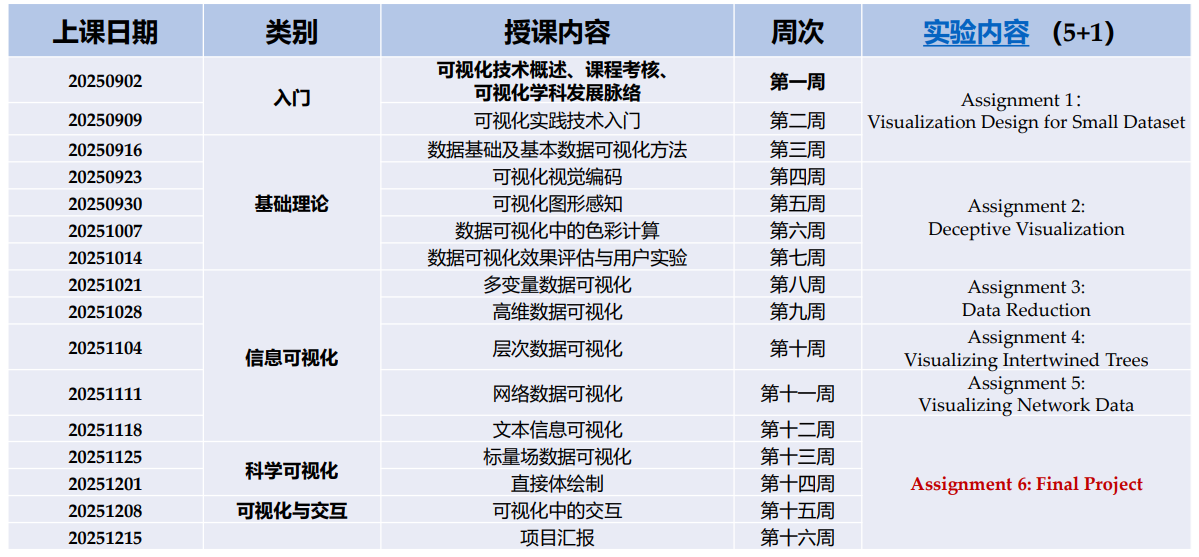 上课日期 类别 授课内容 周次 实验内容 (5+1)
20250902 入门 可视化技术概述、课程考核、
可视化学科发展脉络 第一周 Assignment 1:
Visualization Design for Small Dataset
20250909 可视化实践技术入门 第二周
20250916 基础理论 数据基础及基本数据可视化方法 第三周
20250923 可视化视觉编码 第四周 Assignment 2:
Deceptive Visualization
20250930 可视化图形感知 第五周
20251007 数据可视化中的色彩计算 第六周
20251014 数据可视化效果评估与用户实验 第七周
20251021 信息可视化 多变量数据可视化 第八周 Assignment 3:
Data Reduction
20251028 高维数据可视化 第九周
20251104 层次数据可视化 第十周 Assignment 4:
Visualizing Intertwined Trees
20251111 网络数据可视化 第十一周 Assignment 5:
Visualizing Network Data
20251118 文本信息可视化 第十二周 Assignment 6: Final Project
20251125 科学可视化 标量场数据可视化 第十三周
20251201 直接体绘制 第十四周
20251208 可视化与交互 可视化中的交互 第十五周
20251215 项目汇报 第十六周